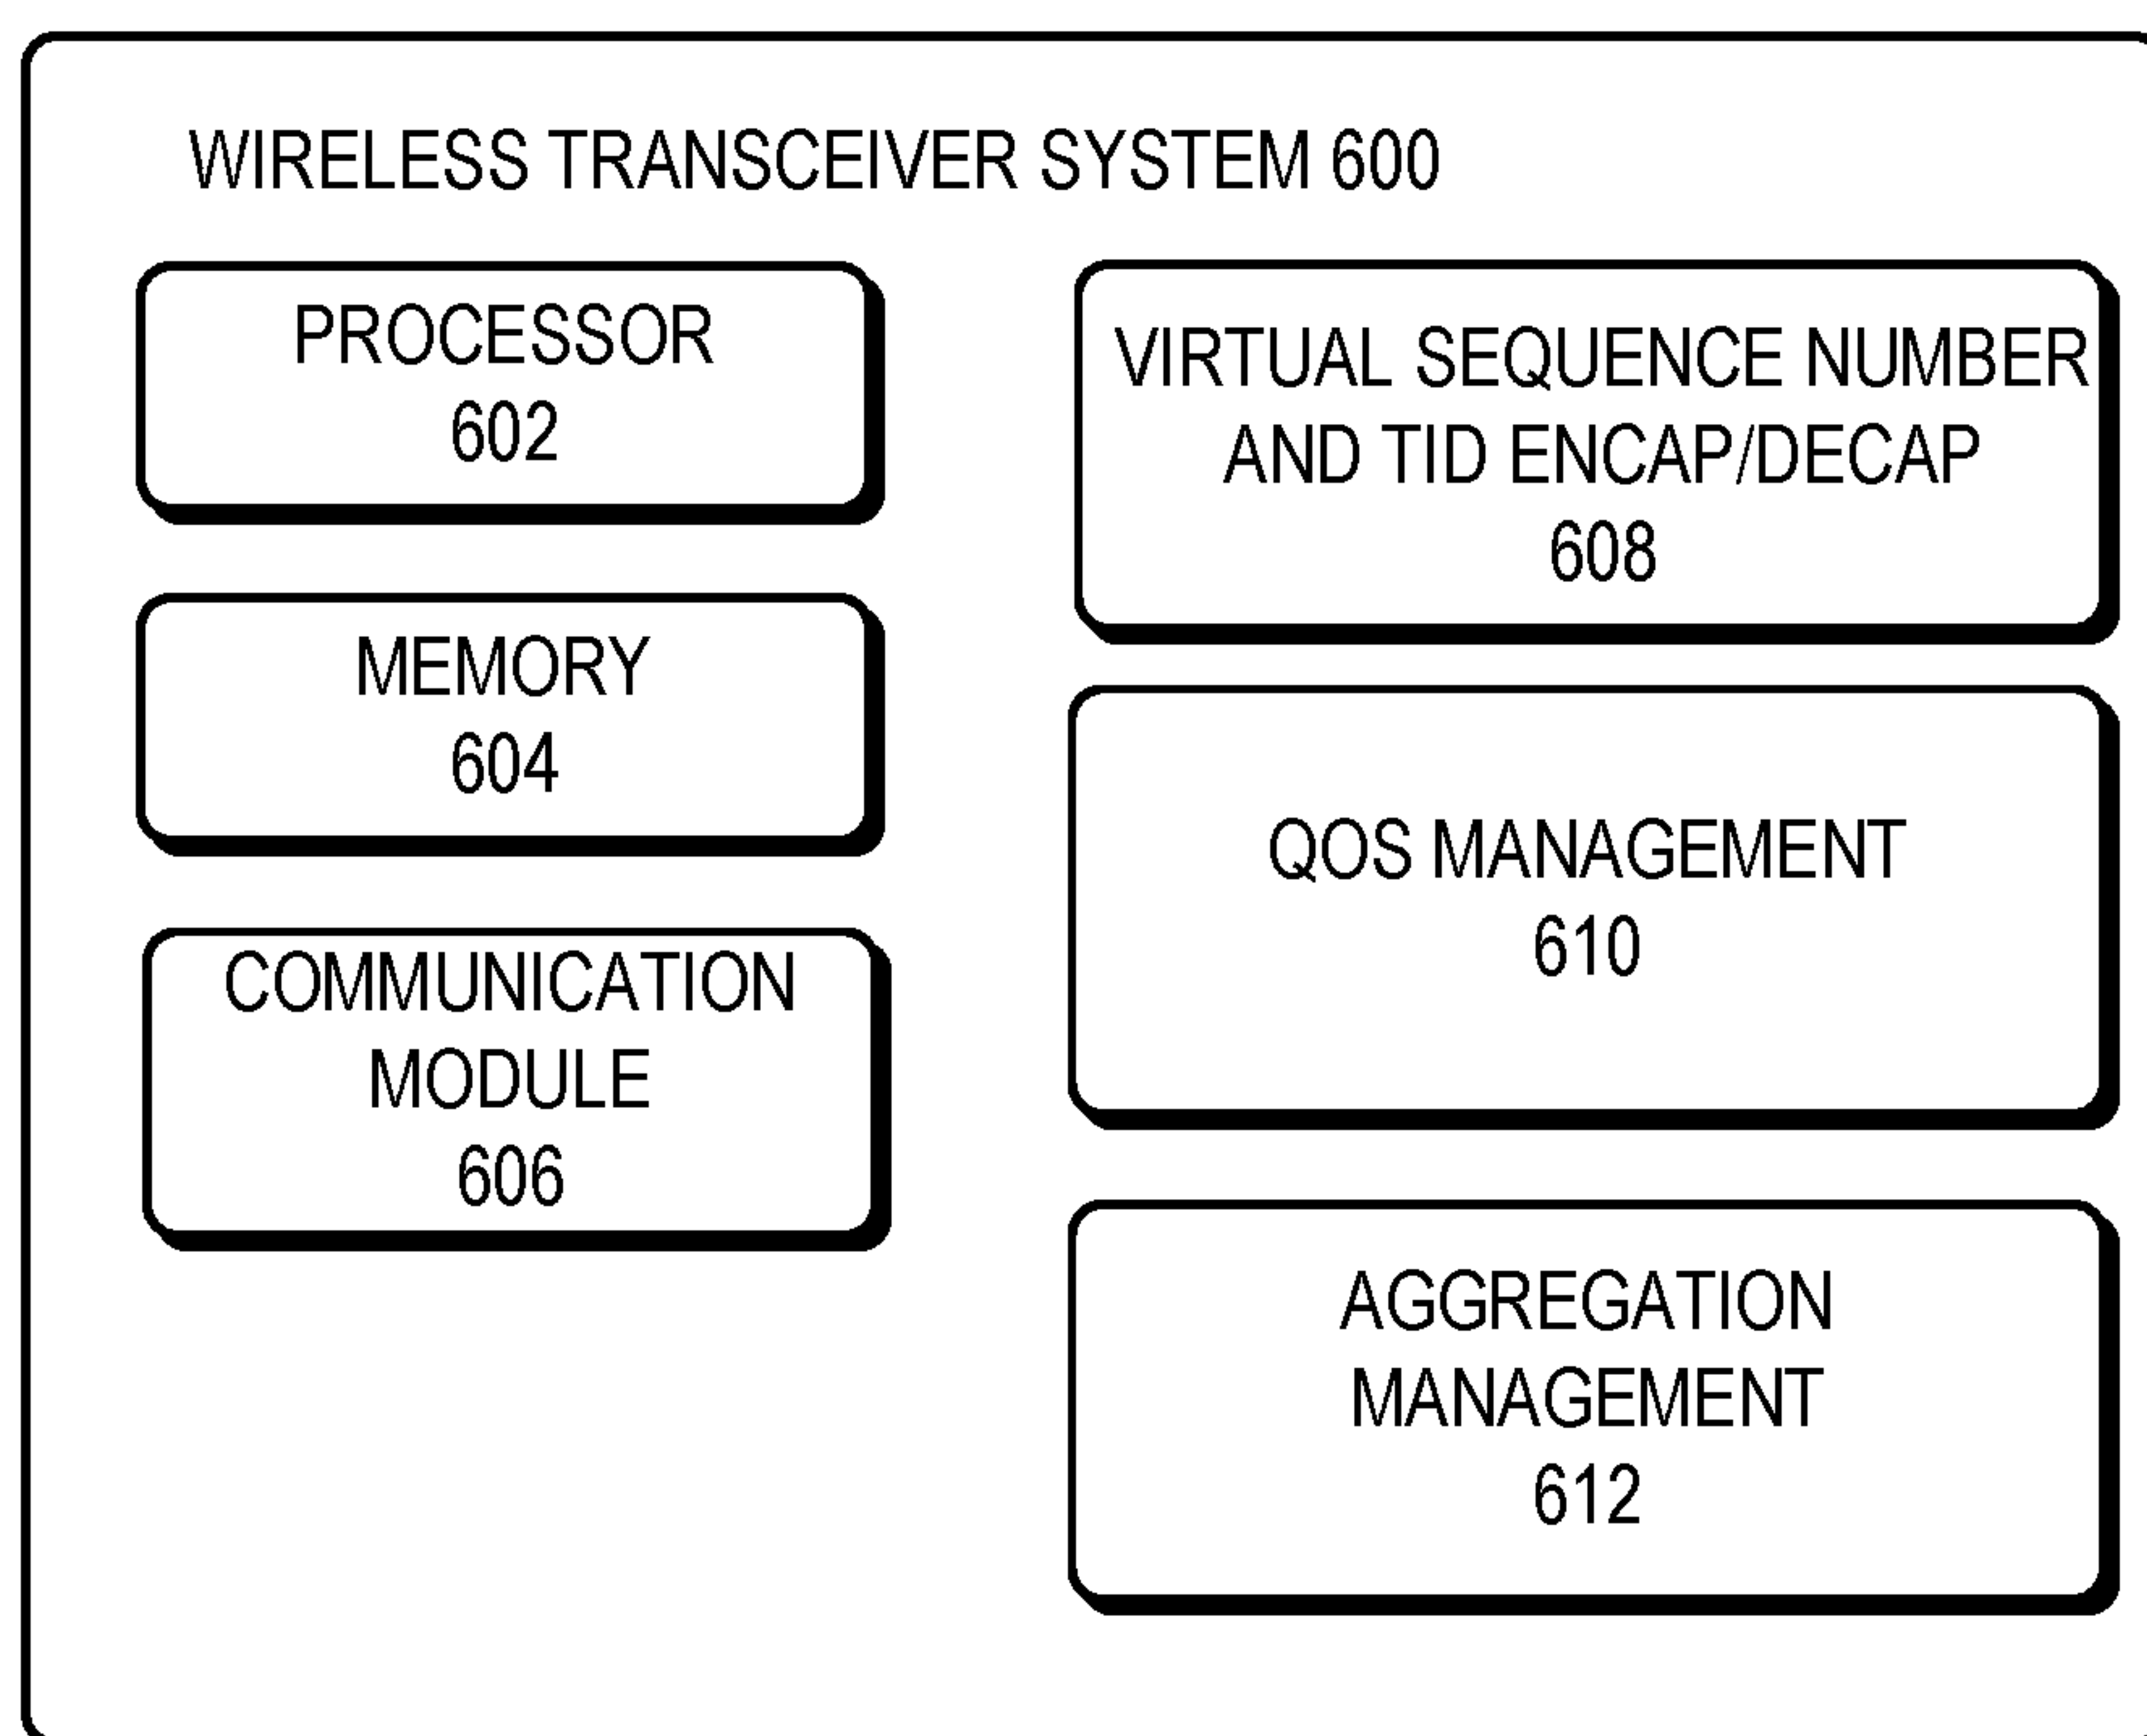 WIRELESS TRANSCEIVER SYSTEM 600
PROCESSOR
602
MEMORY
604
COMMUNICATION
MODULE
606
VIRTUAL SEQUENCE NUMBER
AND TID ENCAP/DECAP
608
QOS MANAGEMENT
610
AGGREGATION
MANAGEMENT
612